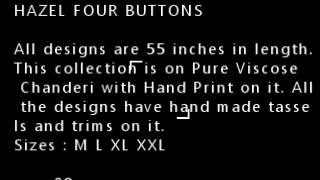 HAZEL FOUR BUTTONS
All designs are 55 inches in length.
This collection is on Pure Viscose
Chanderi with Hand Print on it. All
the designs have hand made tasse
ls and trims on it.
Sizes : M L XL XXL